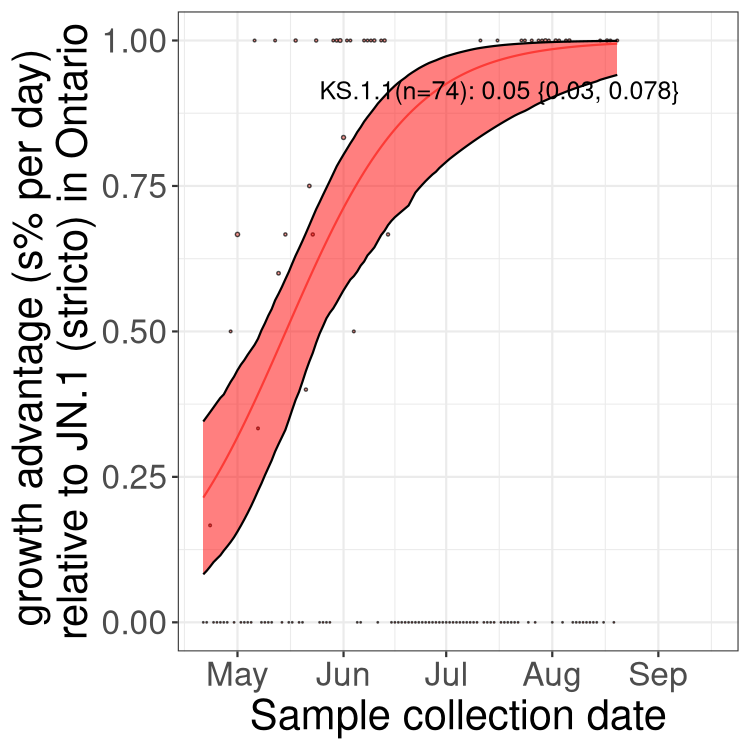 growth advantage (s% per day)
relative to JN.1 (stricto) in Ontario
1.00
0.75
0.50
0.25
0.00
KS.1.1(n=74): 0.05 {0.03, 0.078}
May Jun Jul Aug Sep
Sample collection date